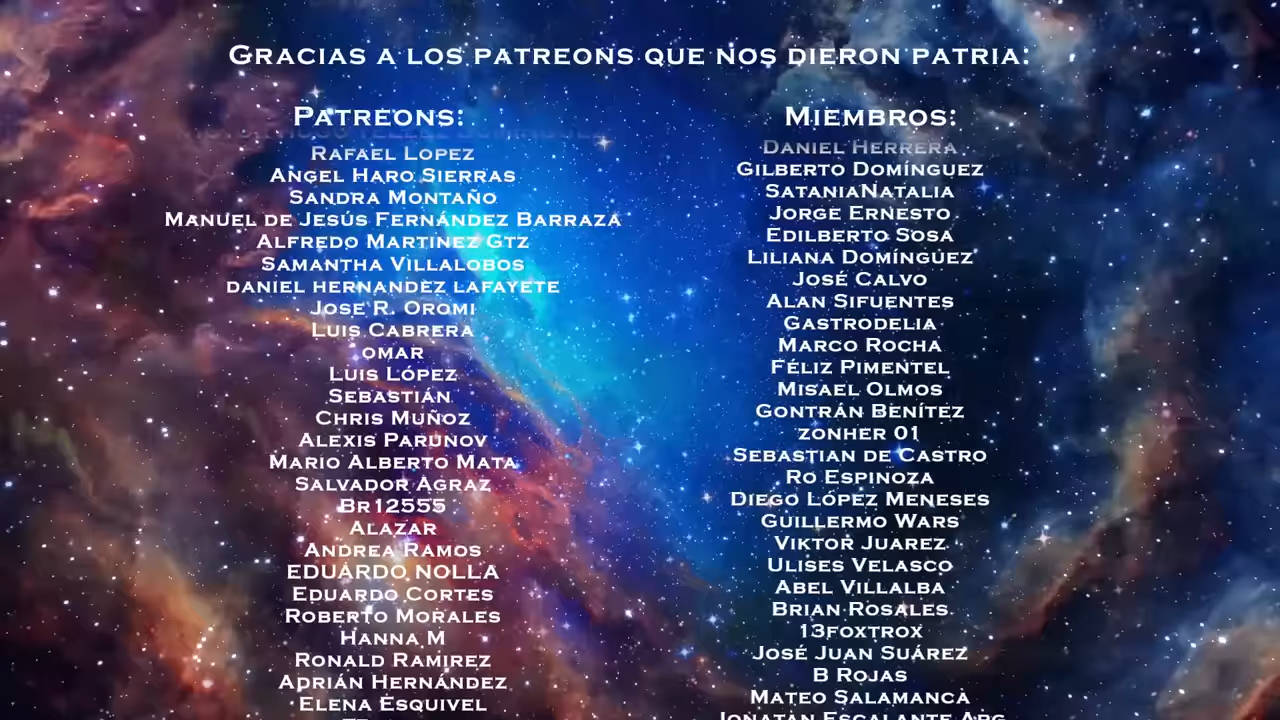 Gracias a los patreons que nos dieron patria:
Patreons:
Rafael Lopez
Angel Haro Sierras
Sandra Montaño
Manuel de Jesús Fernández Barraza
Alfredo Martinez Gtz
Samantha Villalobos
daniel hernandez lafayete
Jose R. Oromi
Luis Cabrera
omar
Luis López
Sebastián
Chris Muñoz
Alexis Parunov
Mario Alberto Mata
Salvador Agraz
Br12555
Alazar
Andrea Ramos
EDUARDO NOLLA
Eduardo Cortes
Roberto Morales
Hanna M
Ronald Ramirez
Adrián Hernández
Elena Esquivel
Miembros:
Daniel Herrera
Gilberto Domínguez
SataniaNatalia
Jorge Ernesto
Edilberto Sosa
Liliana Domínguez
José Calvo
Alan Sifuentes
Gastrodelia
Marco Rocha
Féliz Pimentel
Misael Olmos
Gontrán Benítez
zonher 01
Sebastian de Castro
Ro Espinoza
Diego López Meneses
Guillermo Wars
Viktor Juarez
Ulises Velasco
Abel Villalba
Brian Rosales
13foxtrox
José Juan Suárez
B Rojas
Mateo Salamanca
Jonatan Escalante Arg